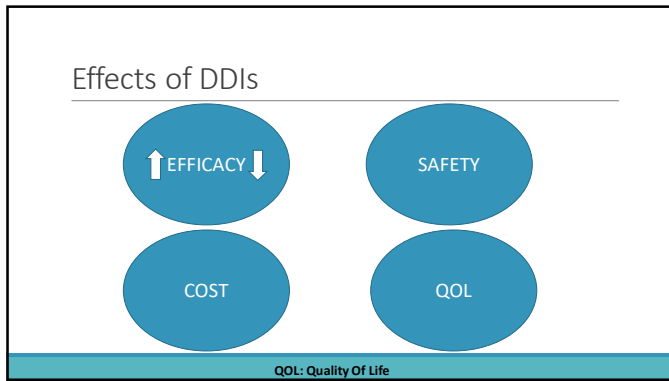 Effects of DDIs
EFFICACY
SAFETY
COST
QOL
QOL: Quality Of Life